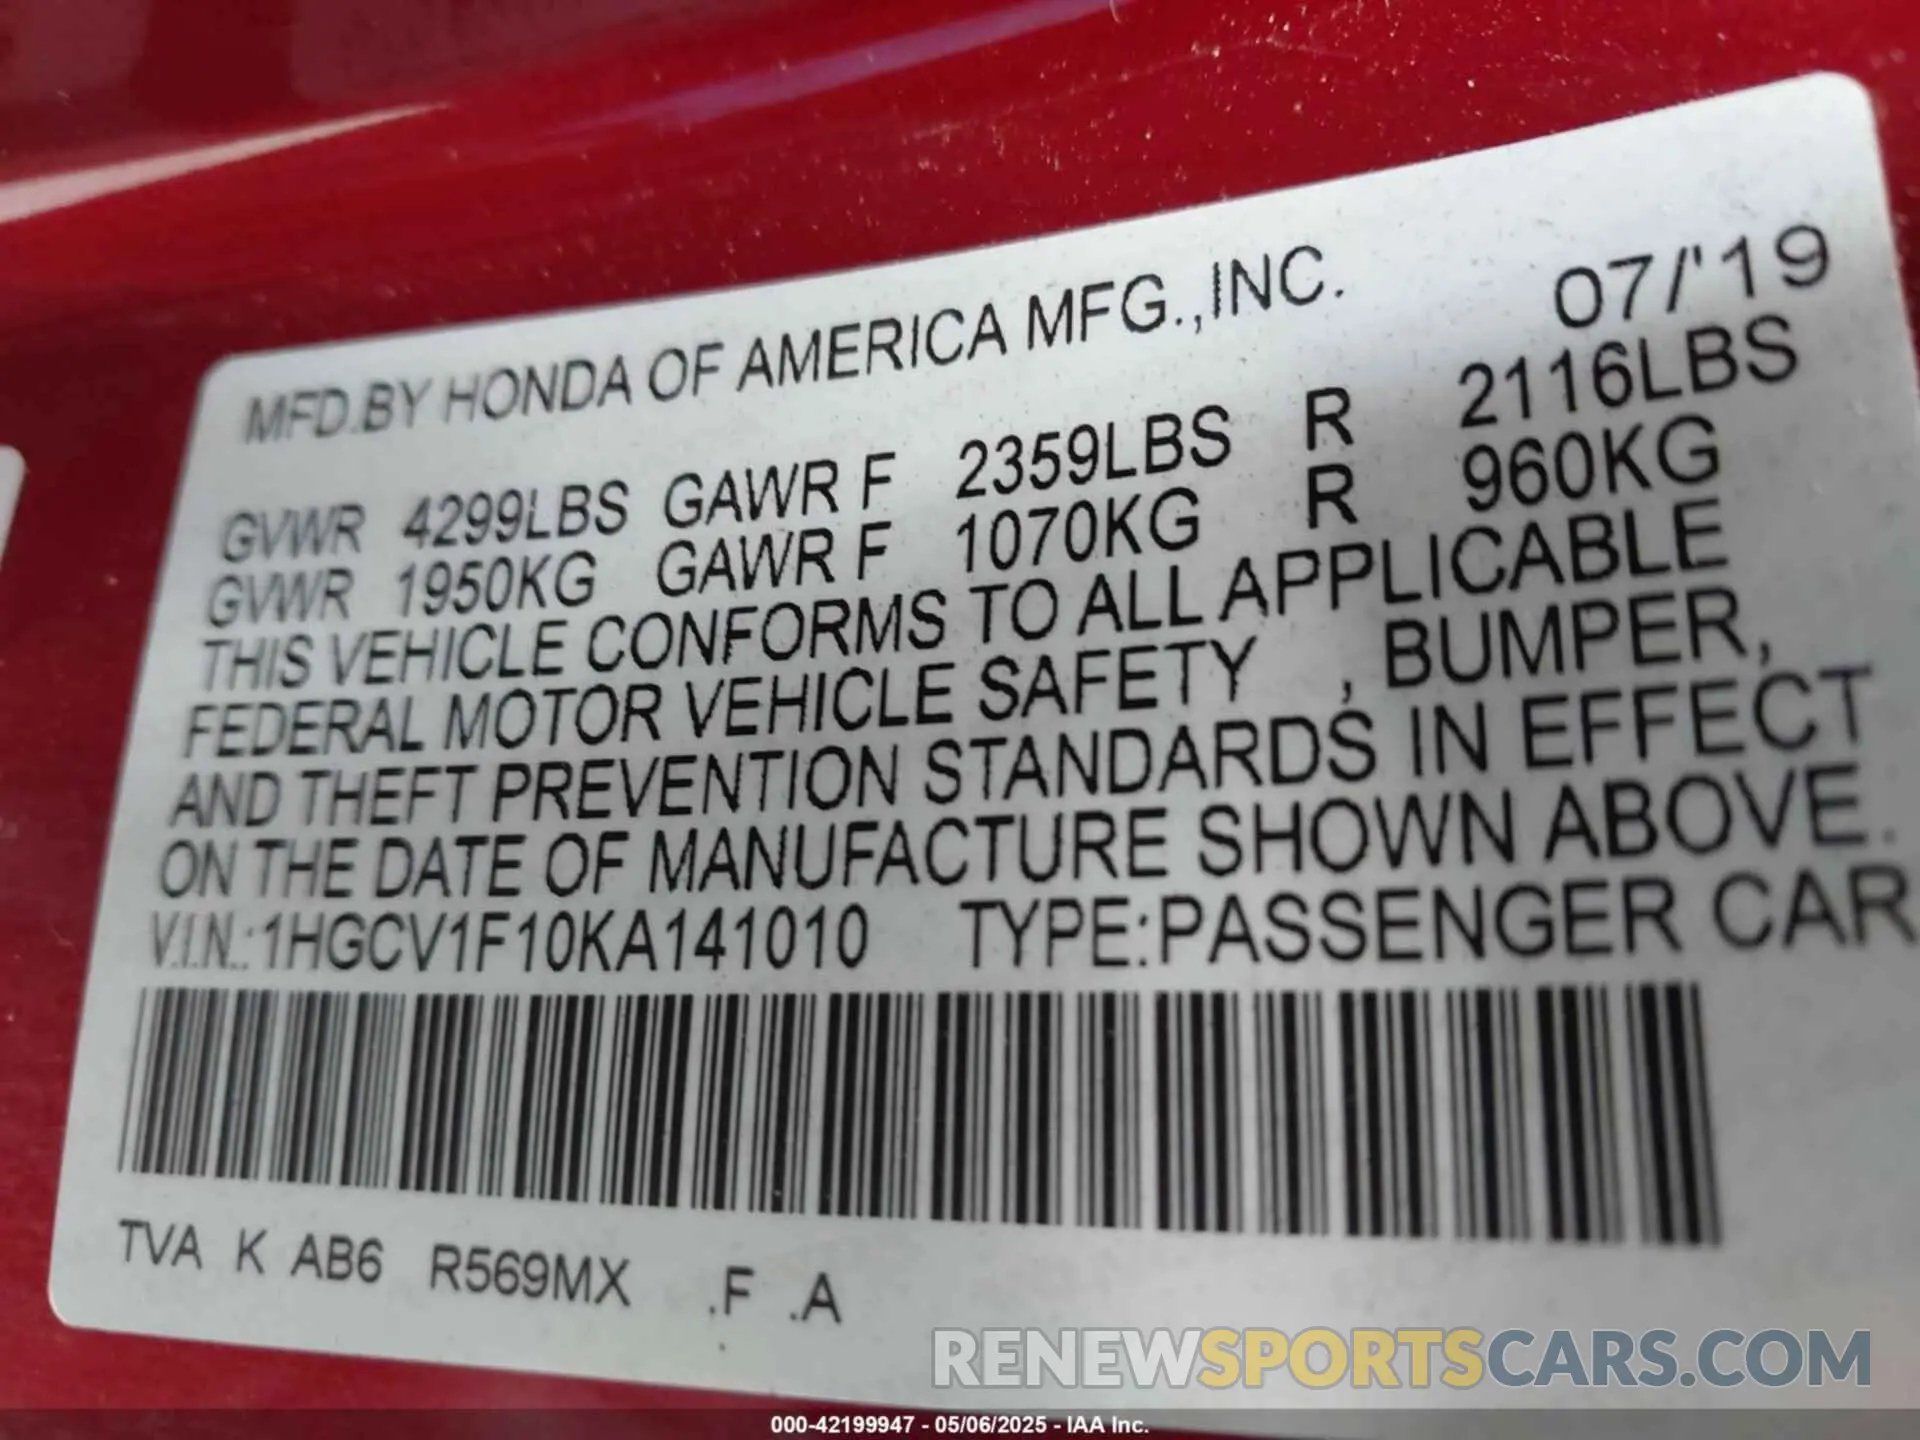 MFD.BY HONDA OF AMERICA MFG.,INC. 07/'19
GVWR 4299LBS GAWR F 2359LBS R 2116LBS
GVWR 1950KG GAWR F 1070KG R 960KG
THIS VEHICLE CONFORMS TO ALL APPLICABLE
FEDERAL MOTOR VEHICLE SAFETY , BUMPER,
AND THEFT PREVENTION STANDARDS IN EFFECT
ON THE DATE OF MANUFACTURE SHOWN ABOVE.
V.I.N.:1HGCV1F10KA141010 TYPE:PASSENGER CAR
TVA K AB6 R569MX .F .A
RENEWSPORTSCARS.COM
000-42199947 - 05/06/2025 - IAA Inc.